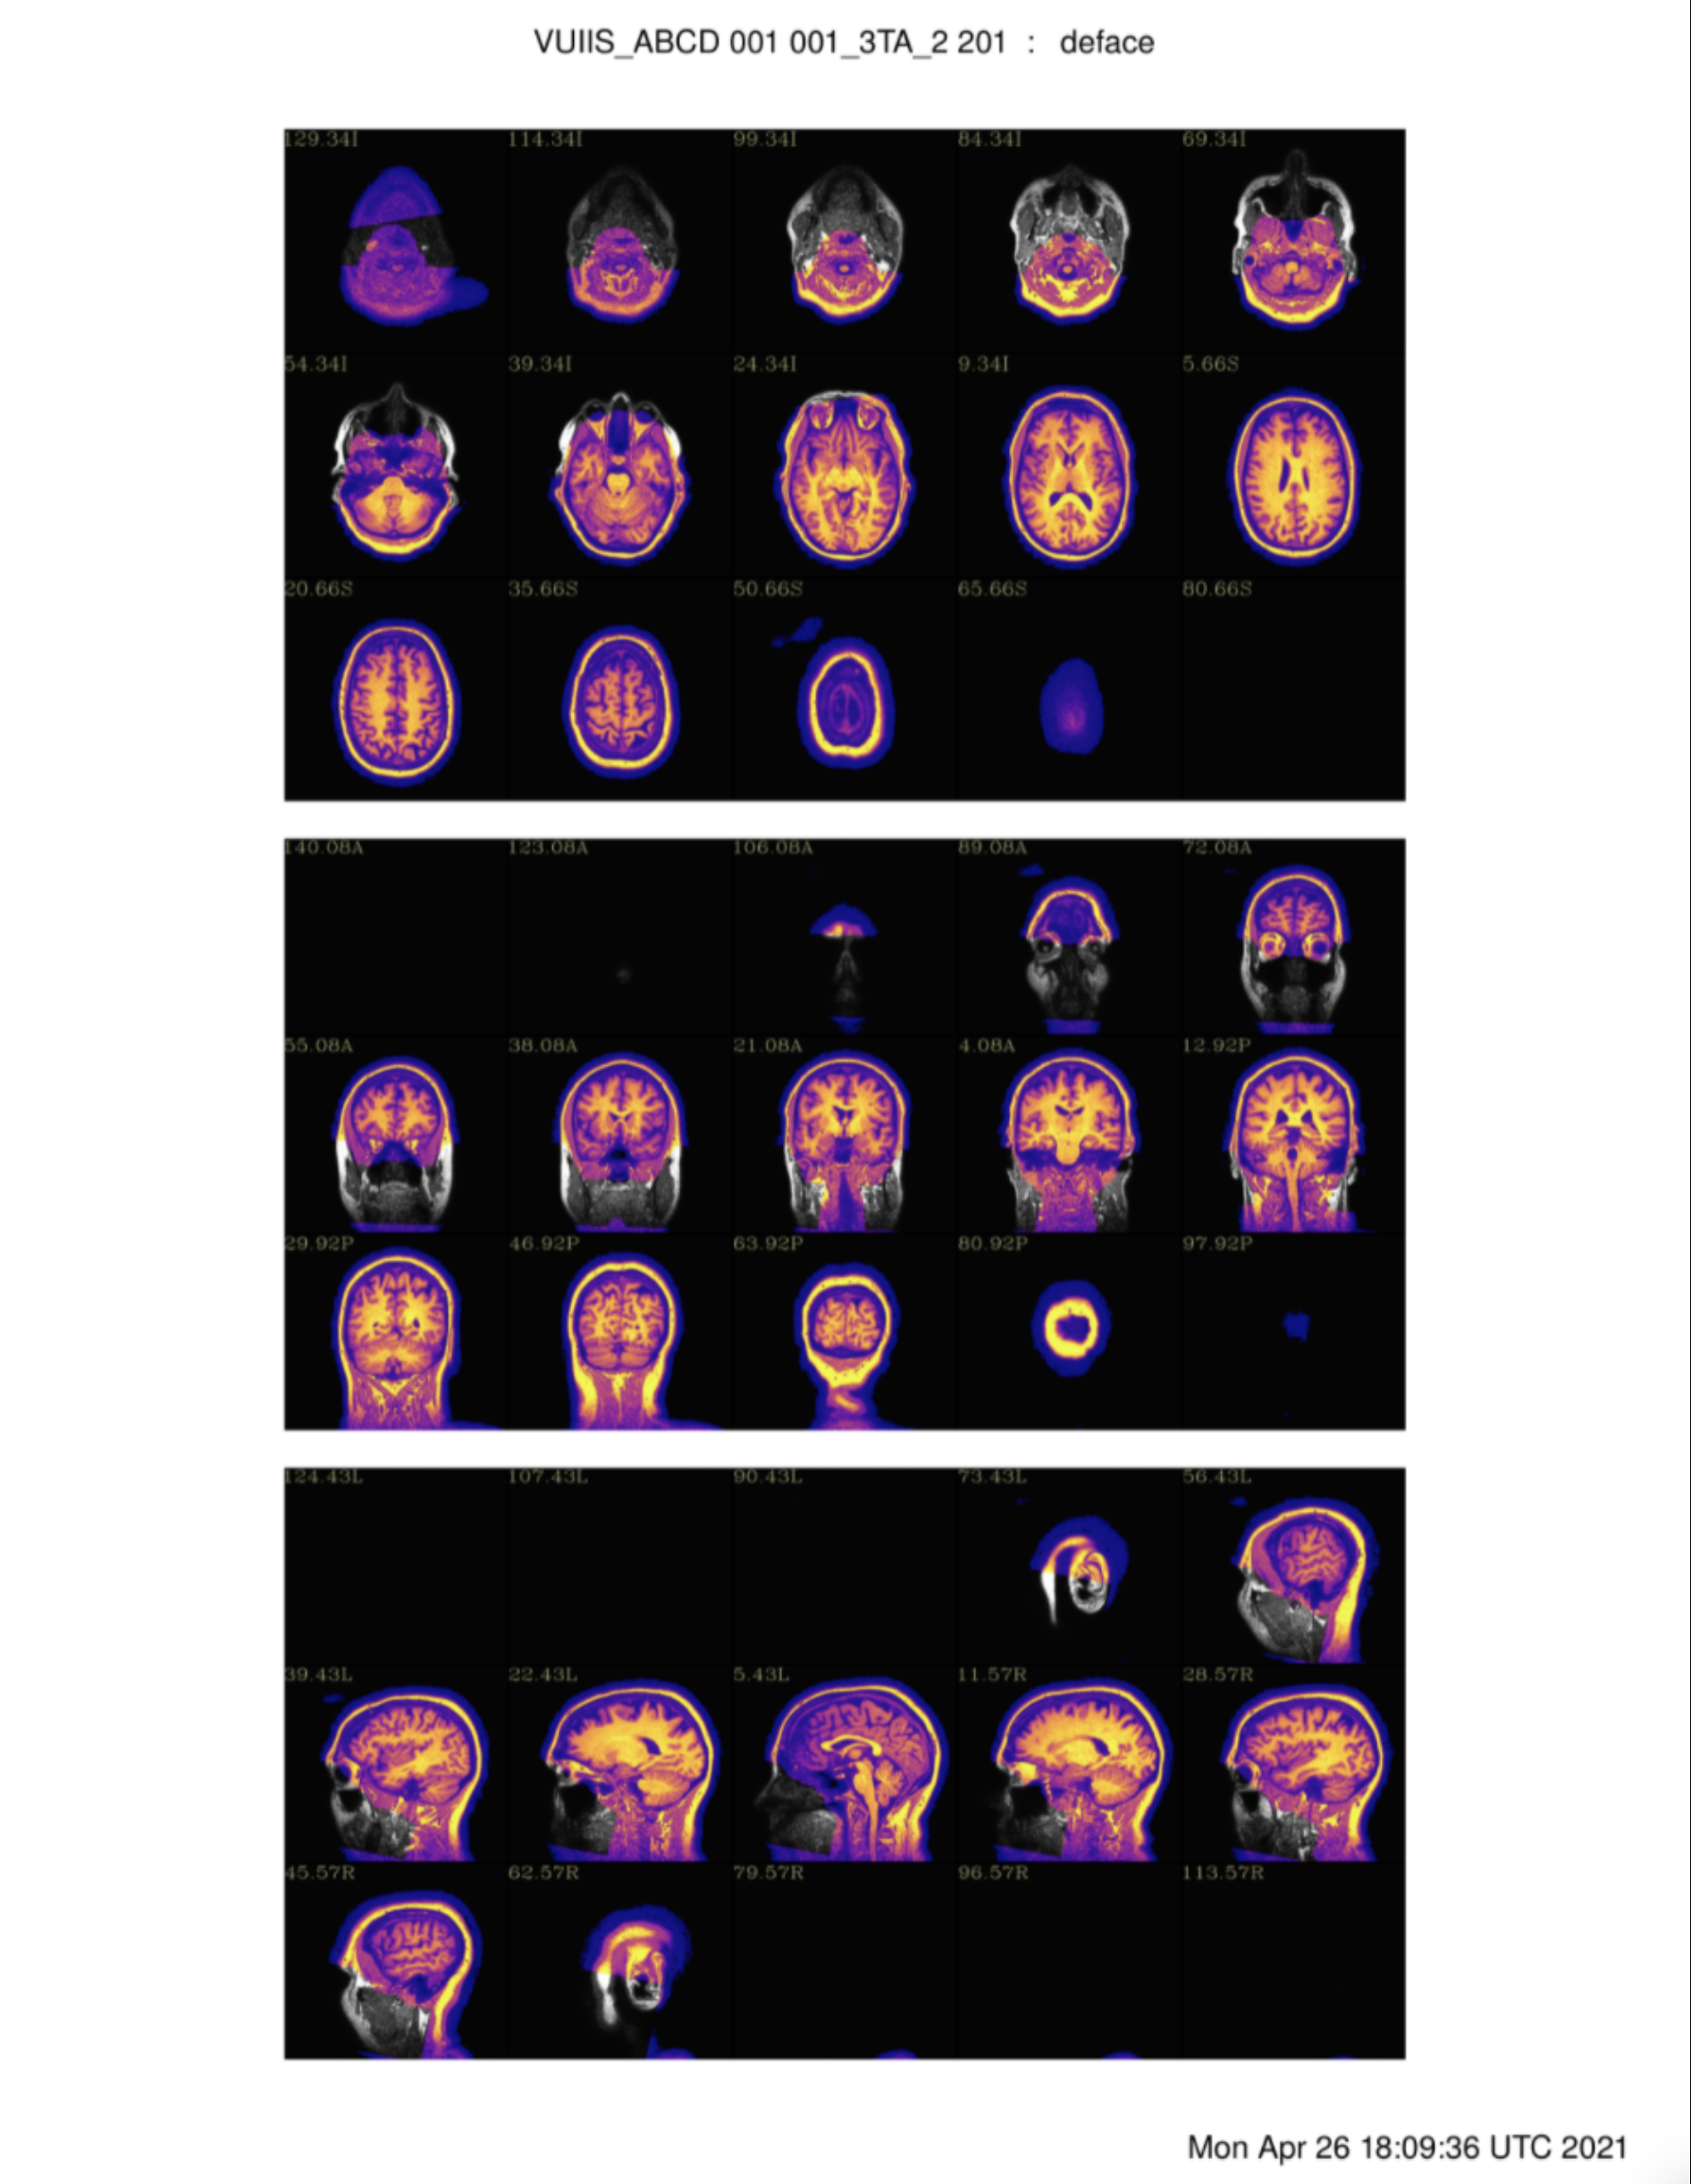 VUIIS_ABCD 001 001_3TA_2 201 : deface
129.34I 114.34I 99.34I 84.34I 69.34I
54.34I 39.34I 24.34I 9.34I 5.66S
20.66S 35.66S 50.66S 65.66S 80.66S
140.08A 123.08A 106.08A 89.08A 72.08A
55.08A 38.08A 21.08A 4.08A 12.92P
29.92P 46.92P 63.92P 80.92P 97.92P
124.43L 107.43L 90.43L 73.43L 56.43L
39.43L 22.43L 5.43L 11.57R 28.57R
45.57R 62.57R 79.57R 96.57R 113.57R
Mon Apr 26 18:09:36 UTC 2021